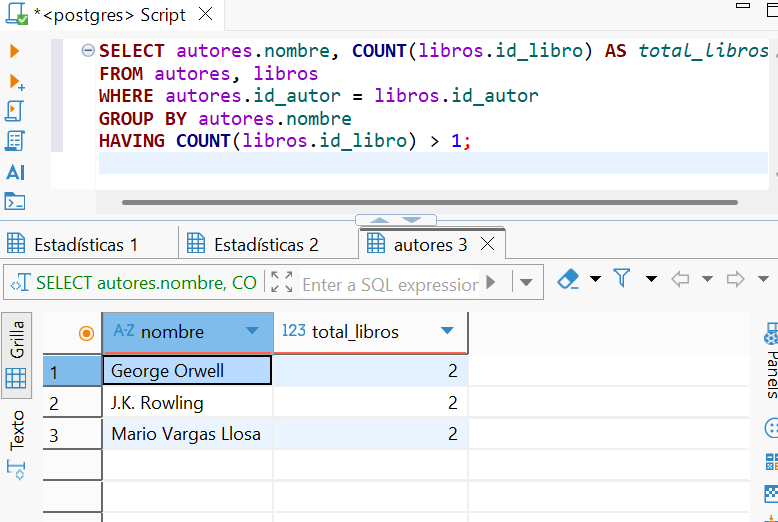 *<postgres> Script
SELECT autores.nombre, COUNT(libros.id_libro) AS total_libros
FROM autores, libros
WHERE autores.id_autor = libros.id_autor
GROUP BY autores.nombre
HAVING COUNT(libros.id_libro) > 1;
AI
Estadísticas 1
Estadísticas 2
autores 3
T SELECT autores.nombre, CO
Enter a SQL expression
Grilla
Texto
A-Z nombre
123 total_libros
1 George Orwell 2
2 J.K. Rowling 2
3 Mario Vargas Llosa 2
Panels